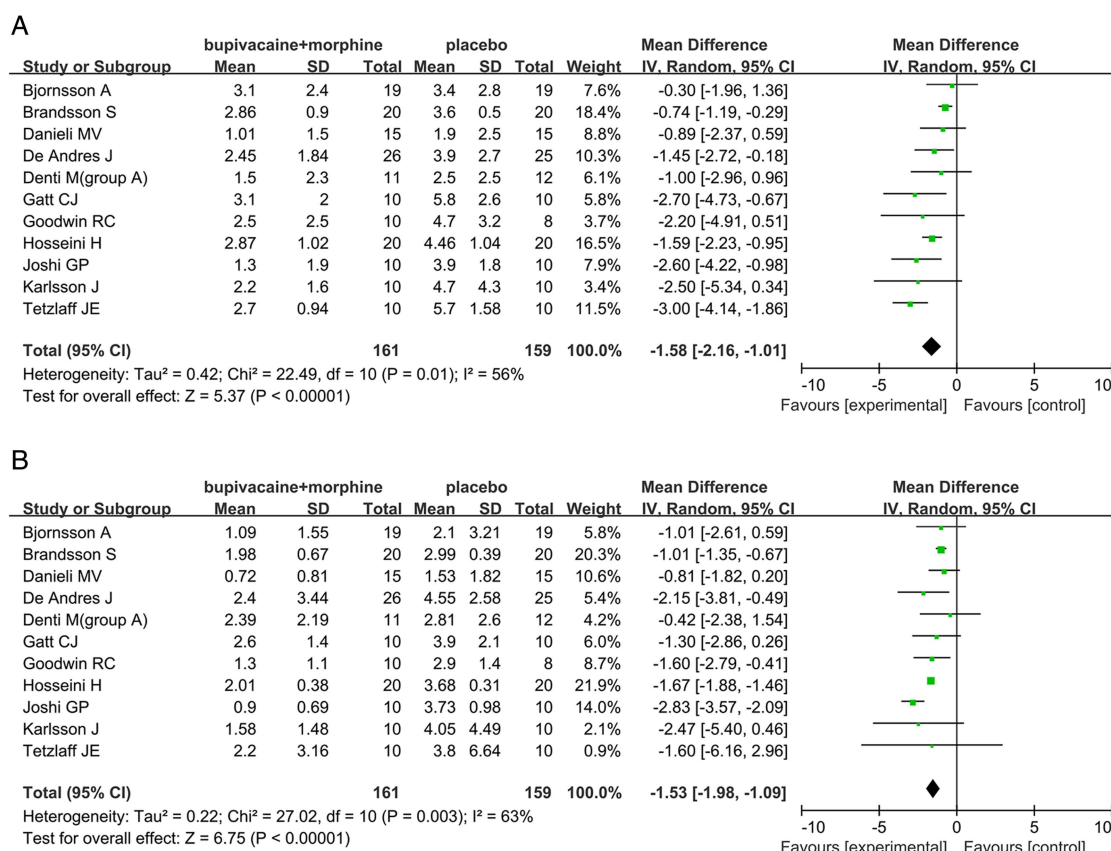 A
bupivacaine+morphine placebo Mean Difference Mean Difference
Study or Subgroup Mean SD Total Mean SD Total Weight IV, Random, 95% CI IV, Random, 95% CI
Bjornsson A 3.1 2.4 19 3.4 2.8 19 7.6% -0.30 [-1.96, 1.36]
Brandsson S 2.86 0.9 20 3.6 0.5 20 18.4% -0.74 [-1.19, -0.29]
Danieli MV 1.01 1.5 15 1.9 2.5 15 8.8% -0.89 [-2.37, 0.59]
De Andres J 2.45 1.84 26 3.9 2.7 25 10.3% -1.45 [-2.72, -0.18]
Denti M(group A) 1.5 2.3 11 2.5 2.5 12 6.1% -1.00 [-2.96, 0.96]
Gatt CJ 3.1 2 10 5.8 2.6 10 5.8% -2.70 [-4.73, -0.67]
Goodwin RC 2.5 2.5 10 4.7 3.2 8 3.7% -2.20 [-4.91, 0.51]
Hosseini H 2.87 1.02 20 4.46 1.04 20 16.5% -1.59 [-2.23, -0.95]
Joshi GP 1.3 1.9 10 3.9 1.8 10 7.9% -2.60 [-4.22, -0.98]
Karlsson J 2.2 1.6 10 4.7 4.3 10 3.4% -2.50 [-5.34, 0.34]
Tetzlaff JE 2.7 0.94 10 5.7 1.58 10 11.5% -3.00 [-4.14, -1.86]
Total (95% CI) 161 159 100.0% -1.58 [-2.16, -1.01]
Heterogeneity: Tau² = 0.42; Chi² = 22.49, df = 10 (P = 0.01); I² = 56%
Test for overall effect: Z = 5.37 (P < 0.00001)
-10 -5 0 5 10
Favours [experimental] Favours [control]
B
bupivacaine+morphine placebo Mean Difference Mean Difference
Study or Subgroup Mean SD Total Mean SD Total Weight IV, Random, 95% CI IV, Random, 95% CI
Bjornsson A 1.09 1.55 19 2.1 3.21 19 5.8% -1.01 [-2.61, 0.59]
Brandsson S 1.98 0.67 20 2.99 0.39 20 20.3% -1.01 [-1.35, -0.67]
Danieli MV 0.72 0.81 15 1.53 1.82 15 10.6% -0.81 [-1.82, 0.20]
De Andres J 2.4 3.44 26 4.55 2.58 25 5.4% -2.15 [-3.81, -0.49]
Denti M(group A) 2.39 2.19 11 2.81 2.6 12 4.2% -0.42 [-2.38, 1.54]
Gatt CJ 2.6 1.4 10 3.9 2.1 10 6.0% -1.30 [-2.86, 0.26]
Goodwin RC 1.3 1.1 10 2.9 1.4 8 8.7% -1.60 [-2.79, -0.41]
Hosseini H 2.01 0.38 20 3.68 0.31 20 21.9% -1.67 [-1.88, -1.46]
Joshi GP 0.9 0.69 10 3.73 0.98 10 14.0% -2.83 [-3.57, -2.09]
Karlsson J 1.58 1.48 10 4.05 4.49 10 2.1% -2.47 [-5.40, 0.46]
Tetzlaff JE 2.2 3.16 10 3.8 6.64 10 0.9% -1.60 [-6.16, 2.96]
Total (95% CI) 161 159 100.0% -1.53 [-1.98, -1.09]
Heterogeneity: Tau² = 0.22; Chi² = 27.02, df = 10 (P = 0.003); I² = 63%
Test for overall effect: Z = 6.75 (P < 0.00001)
-10 -5 0 5 10
Favours [experimental] Favours [control]